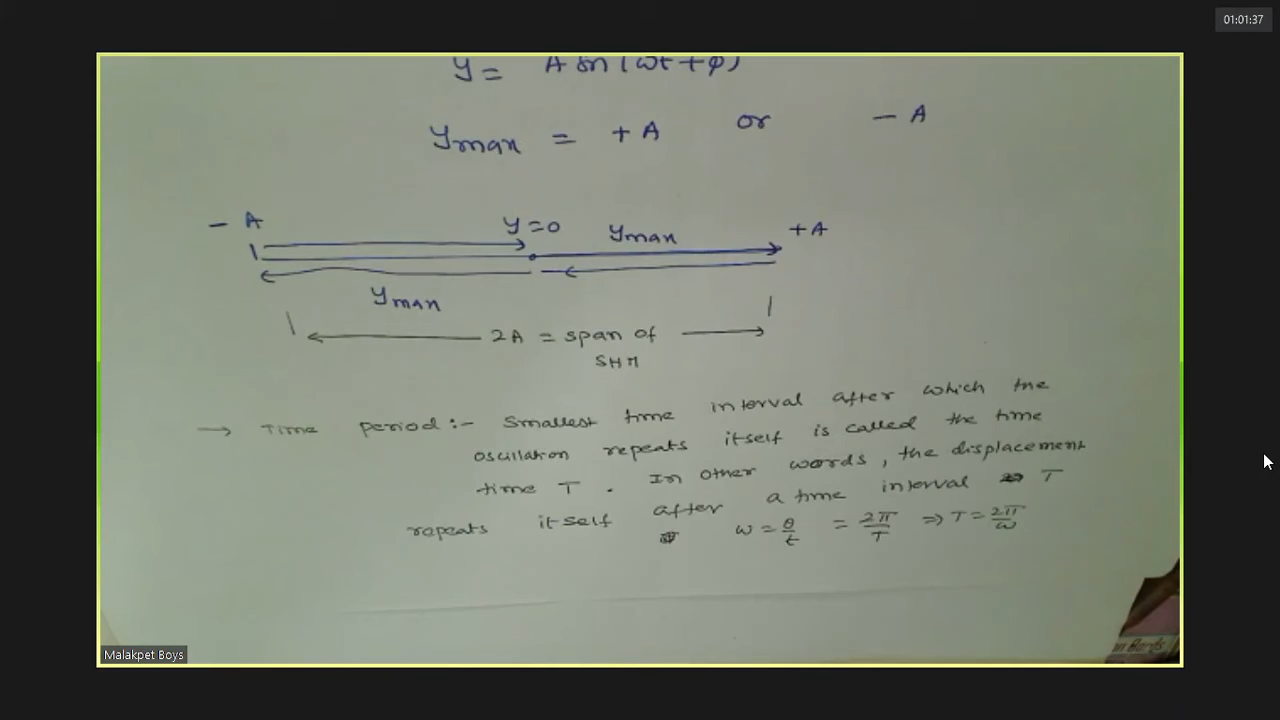 01:01:37
y = A sin (ωt + φ)
ymax = + A or - A
- A y = 0 ymax + A
ymax
2A = span of
SHM
→ Time period :- Smallest time interval after which the
oscillation repeats itself is called the time
time T . In other words , the displacement
repeats itself after a time interval T
ω = θ/t = 2π/T ⇒ T = 2π/ω
Malakpet Boys